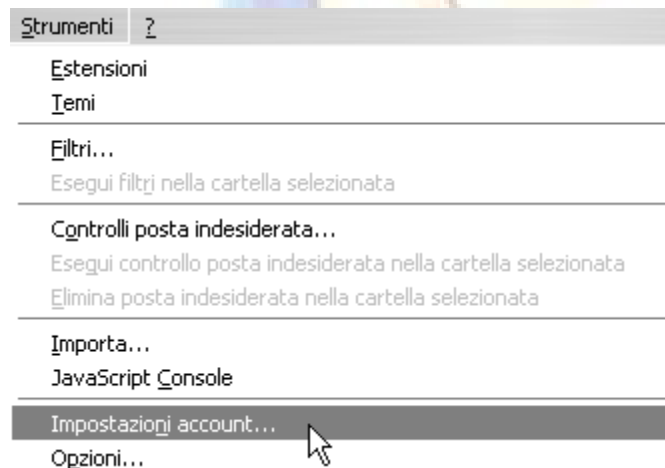 Strumenti ?
Estensioni
Temi
Filtri...
Esegui filtri nella cartella selezionata
Controlli posta indesiderata...
Esegui controllo posta indesiderata nella cartella selezionata
Elimina posta indesiderata nella cartella selezionata
Importa...
JavaScript Console
Impostazioni account...
Opzioni...